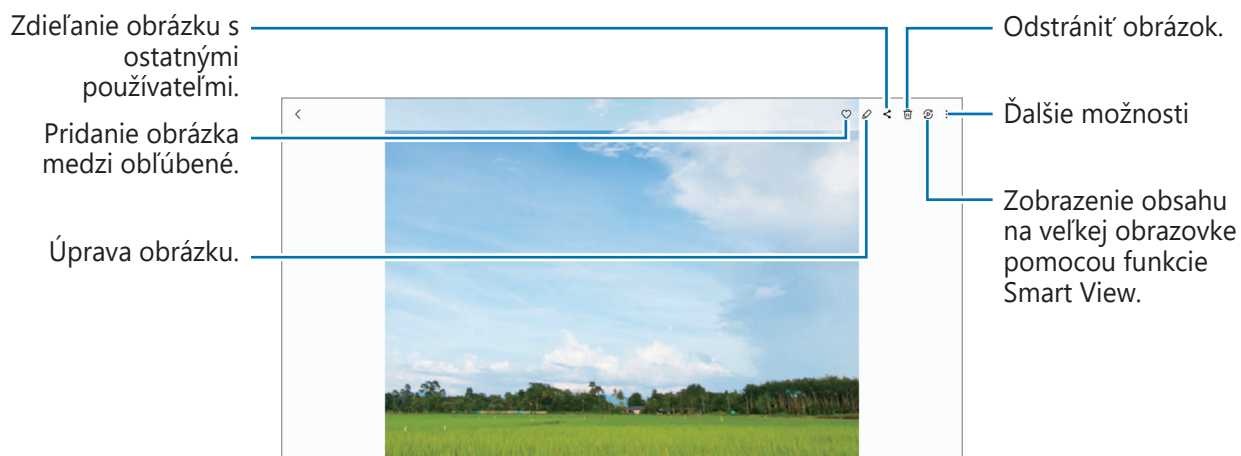 Zdieľanie obrázku s
ostatnými
používateľmi.
Pridanie obrázka
medzi obľúbené.
Úprava obrázku.
Odstrániť obrázok.
Ďalšie možnosti
Zobrazenie obsahu
na veľkej obrazovke
pomocou funkcie
Smart View.